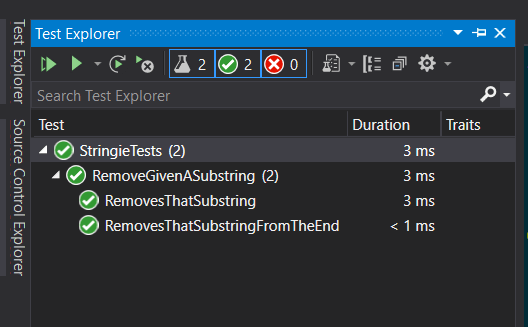 Test Explorer
Source Control Explorer
Test Explorer
2 2 0
Search Test Explorer
Test Duration Traits
StringieTests (2) 3 ms
RemoveGivenASubstring (2) 3 ms
RemovesThatSubstring 3 ms
RemovesThatSubstringFromTheEnd < 1 ms